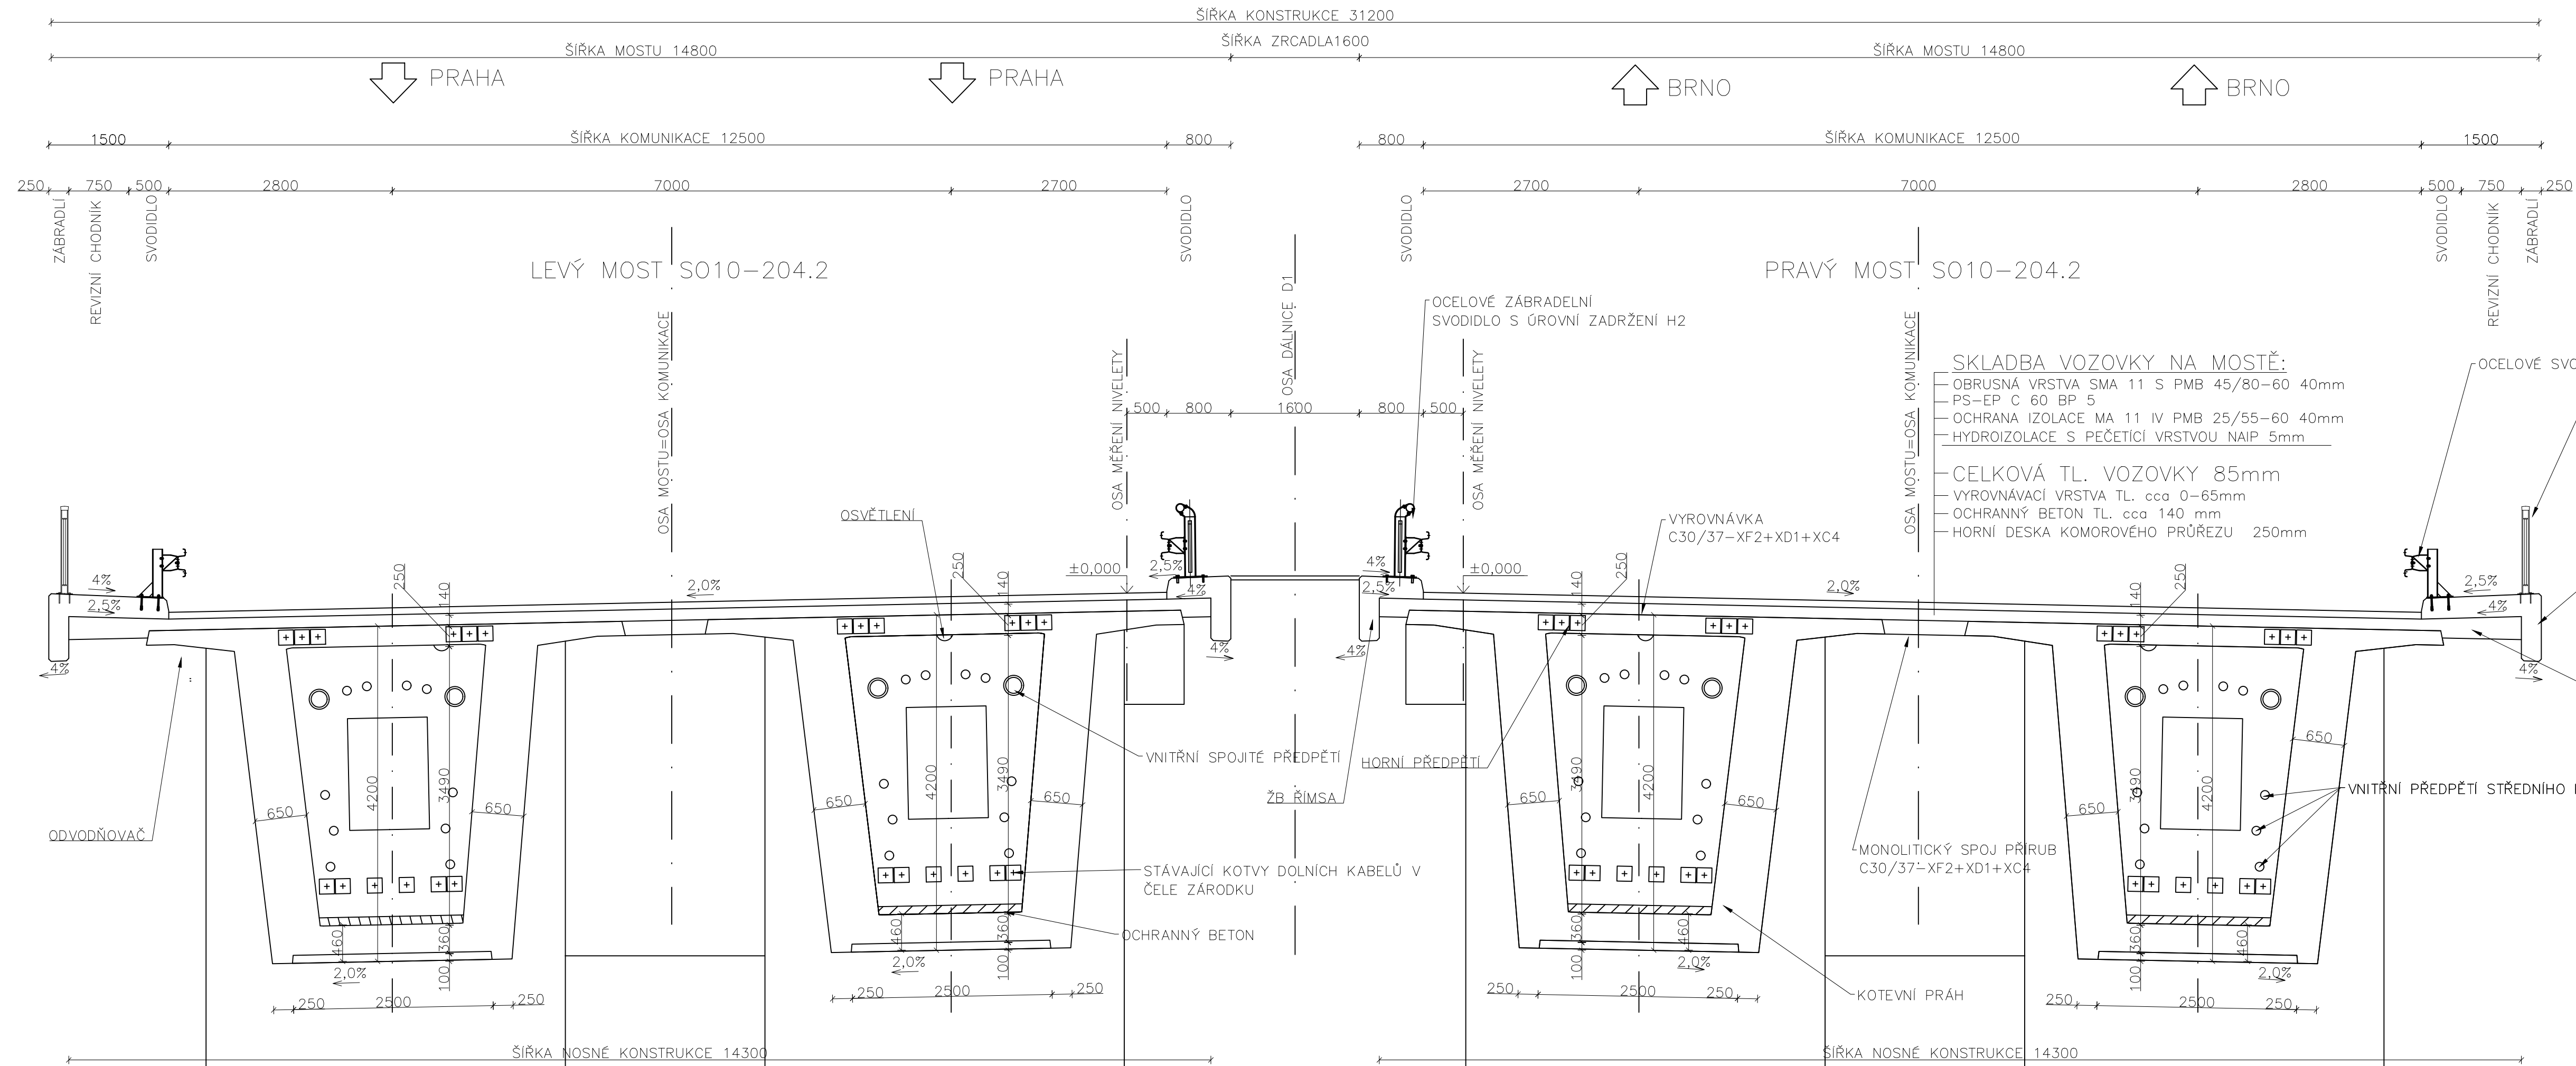 ŠÍŘKA KONSTRUKCE 31200
ŠÍŘKA MOSTU 14800
ŠÍŘKA ZRCADLA1600
ŠÍŘKA MOSTU 14800
PRAHA
PRAHA
BRNO
BRNO
1500
ŠÍŘKA KOMUNIKACE 12500
800
800
ŠÍŘKA KOMUNIKACE 12500
1500
250
750
500
2800
7000
2700
2700
7000
2800
500
750
250
ZÁBRADLÍ
REVIZNÍ CHODNÍK
SVODIDLO
SVODIDLO
SVODIDLO
SVODIDLO
REVIZNÍ CHODNÍK
ZÁBRADLÍ
LEVÝ MOST SO10-204.2
PRAVÝ MOST SO10-204.2
OSA MOSTU=OSA KOMUNIKACE
OSA MĚŘENÍ NIVELETY
OSA DÁLNICE D1
OSA MĚŘENÍ NIVELETY
OSA MOSTU=OSA KOMUNIKACE
OCELOVÉ ZÁBRADELNÍ
SVODIDLO S ÚROVNÍ ZADRŽENÍ H2
500
800
1600
800
500
SKLADBA VOZOVKY NA MOSTĚ:
OBRUSNÁ VRSTVA SMA 11 S PMB 45/80-60 40mm
PS-EP C 60 BP 5
OCHRANA IZOLACE MA 11 IV PMB 25/55-60 40mm
HYDROIZOLACE S PEČETÍCÍ VRSTVOU NAIP 5mm
CELKOVÁ TL. VOZOVKY 85mm
VYROVNÁVACÍ VRSTVA TL. cca 0-65mm
OCHRANNÝ BETON TL. cca 140 mm
HORNÍ DESKA KOMOROVÉHO PRŮŘEZU 250mm
OCELOVÉ SVO
OSVĚTLENÍ
VYROVNÁVKA
C30/37-XF2+XD1+XC4
±0,000
±0,000
4%
2,5%
4%
250
140
2,0%
250
140
2,5%
4%
4%
4%
2,5%
4%
140
250
2,0%
140
250
2,5%
4%
4%
VNITŘNÍ SPOJITÉ PŘEDPĚTÍ
HORNÍ PŘEDPĚTÍ
ŽB ŘÍMSA
ODVODŇOVAČ
VNITŘNÍ PŘEDPĚTÍ STŘEDNÍHO
650
4200
3490
650
650
4200
3490
650
650
3490
4200
650
650
3490
4200
650
STÁVAJÍCÍ KOTVY DOLNÍCH KABELŮ V
ČELE ZÁRODKU
MONOLITICKÝ SPOJ PŘÍRUB
C30/37-XF2+XD1+XC4
OCHRANNÝ BETON
KOTEVNÍ PRÁH
460
360
100
2,0%
460
360
100
2,0%
360
460
100
2,0%
360
460
100
2,0%
250
2500
250
250
2500
250
250
2500
250
250
2500
250
ŠÍŘKA NOSNÉ KONSTRUKCE 14300
ŠÍŘKA NOSNÉ KONSTRUKCE 14300